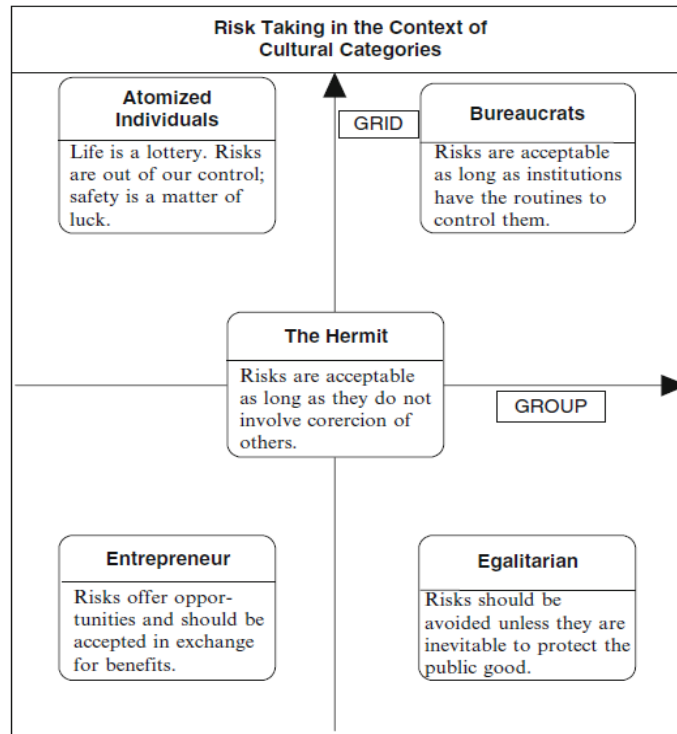 Risk Taking in the Context of
Cultural Categories
Atomized
Individuals
Life is a lottery. Risks
are out of our control;
safety is a matter of
luck.
GRID
Bureaucrats
Risks are acceptable
as long as institutions
have the routines to
control them.
The Hermit
Risks are acceptable
as long as they do not
involve corercion of
others.
GROUP
Entrepreneur
Risks offer oppor-
tunities and should be
accepted in exchange
for benefits.
Egalitarian
Risks should be
avoided unless they are
inevitable to protect the
public good.